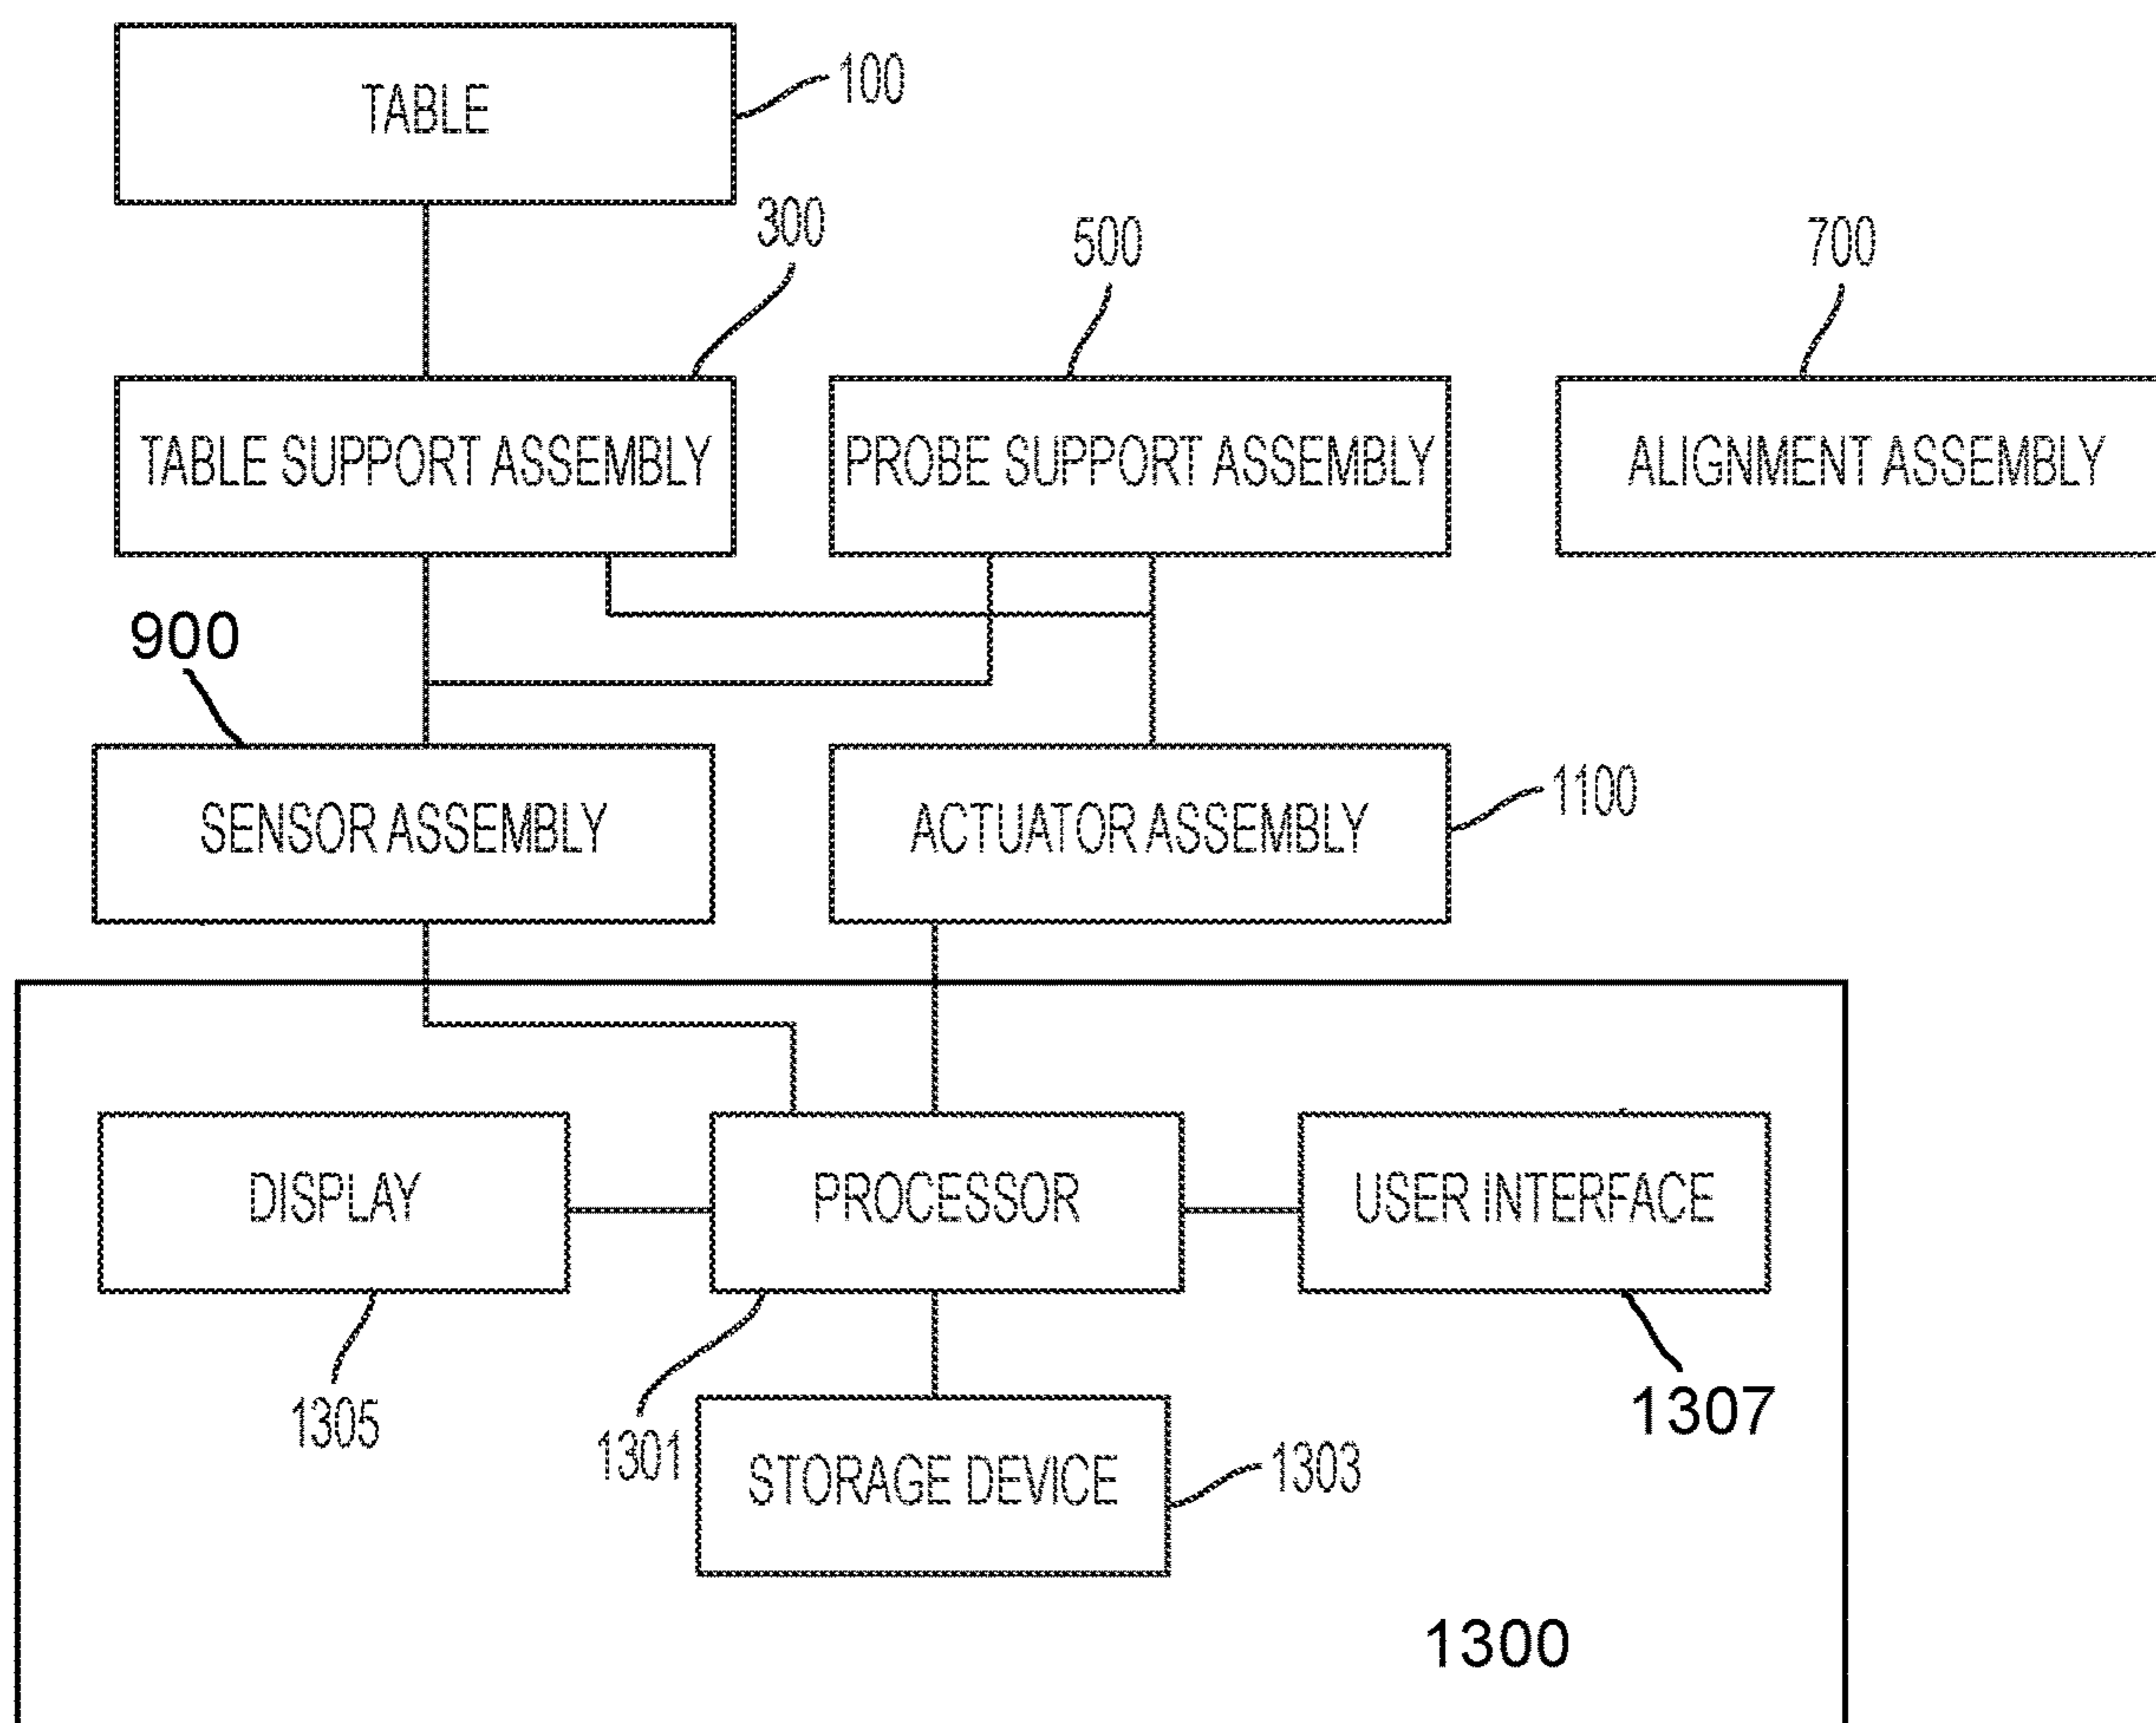 TABLE
100
300
500
700
TABLE SUPPORT ASSEMBLY
PROBE SUPPORT ASSEMBLY
ALIGNMENT ASSEMBLY
900
SENSOR ASSEMBLY
ACTUATOR ASSEMBLY
1100
DISPLAY
PROCESSOR
USER INTERFACE
1305
1301
1307
STORAGE DEVICE
1303
1300